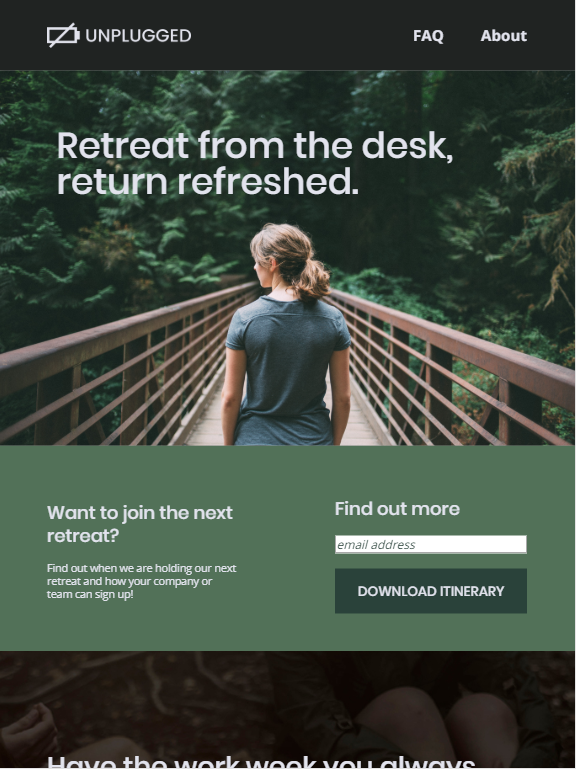 UNPLUGGED
FAQ
About
Retreat from the desk,
return refreshed.
Want to join the next
retreat?
Find out when we are holding our next
retreat and how your company or
team can sign up!
Find out more
email address
DOWNLOAD ITINERARY
Have the work week you always